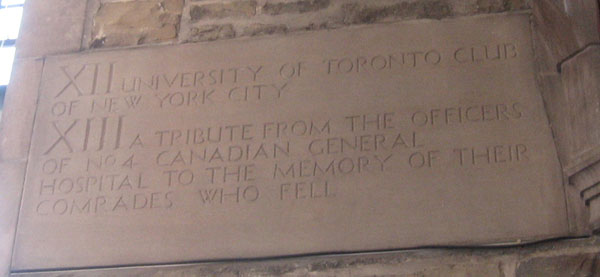 XII UNIVERSITY OF TORONTO CLUB
OF NEW YORK CITY
XIII A TRIBUTE FROM THE OFFICERS
OF No 4 CANADIAN GENERAL
HOSPITAL TO THE MEMORY OF THEIR
COMRADES WHO FELL